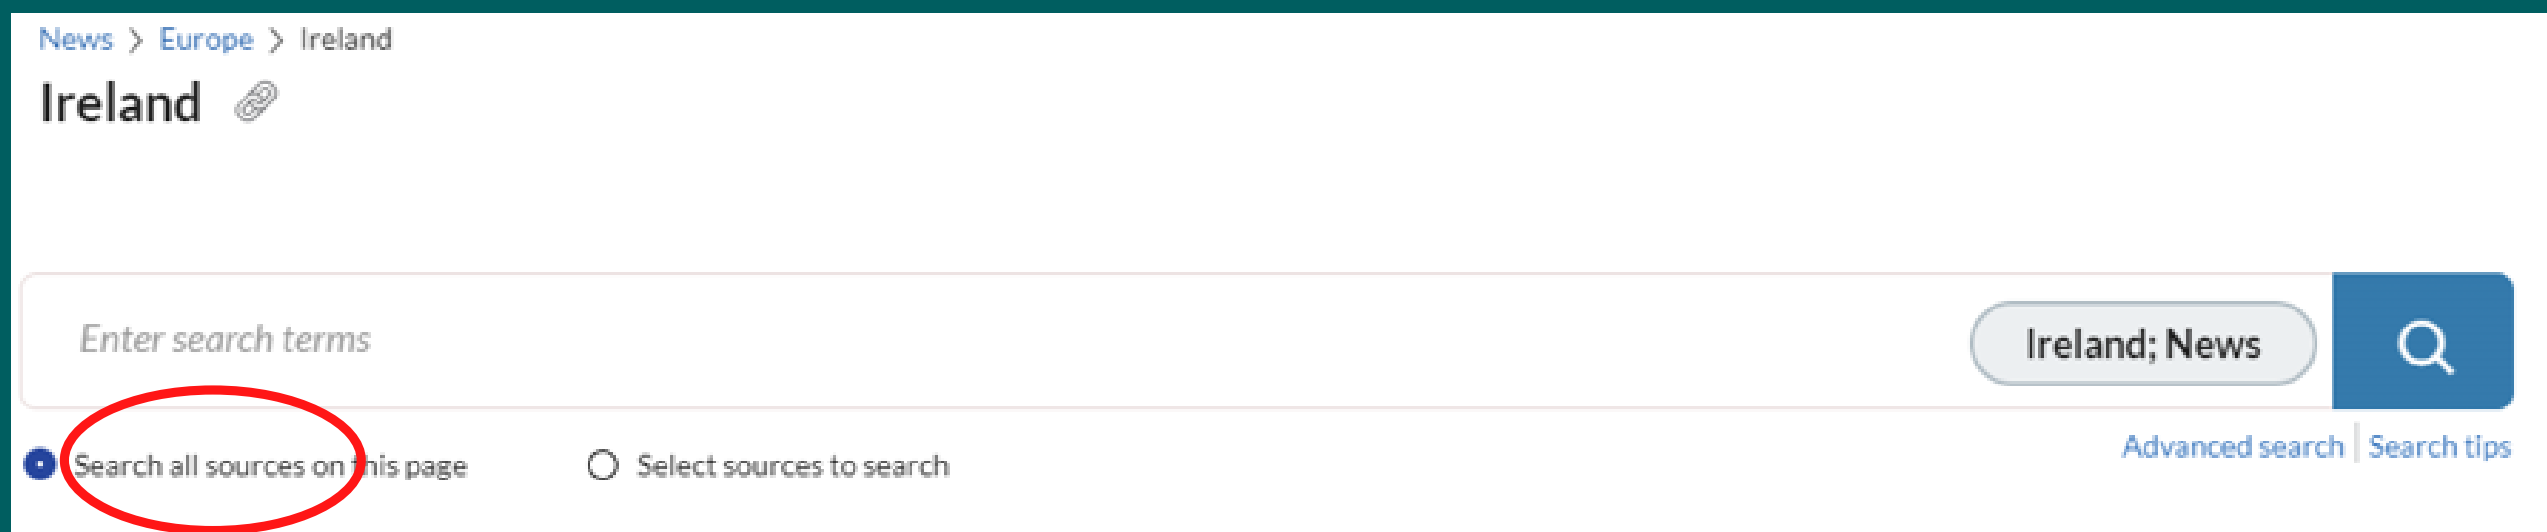 News > Europe > Ireland
Ireland
Enter search terms
Ireland; News
Search all sources on this page
Select sources to search
Advanced search | Search tips